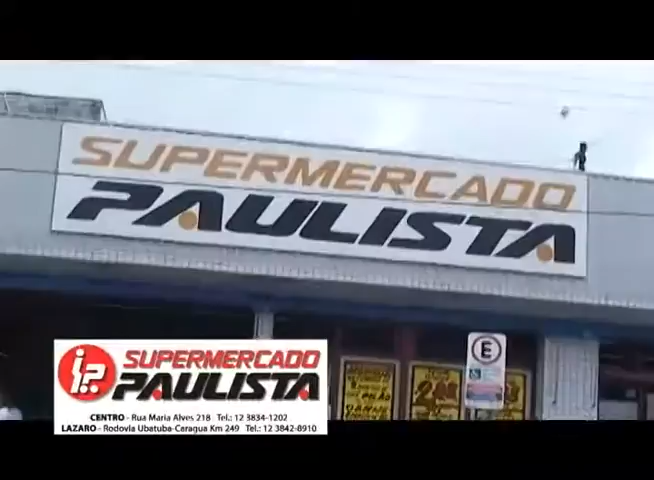 SUPERMERCADO
PAULISTA
E
SUPERMERCADO
PAULISTA
CENTRO - Rua Maria Alves 218 Tel.: 12 3834-1202
LAZARO - Rodovia Ubatuba-Caragua Km 249 Tel.: 12 3842-8910